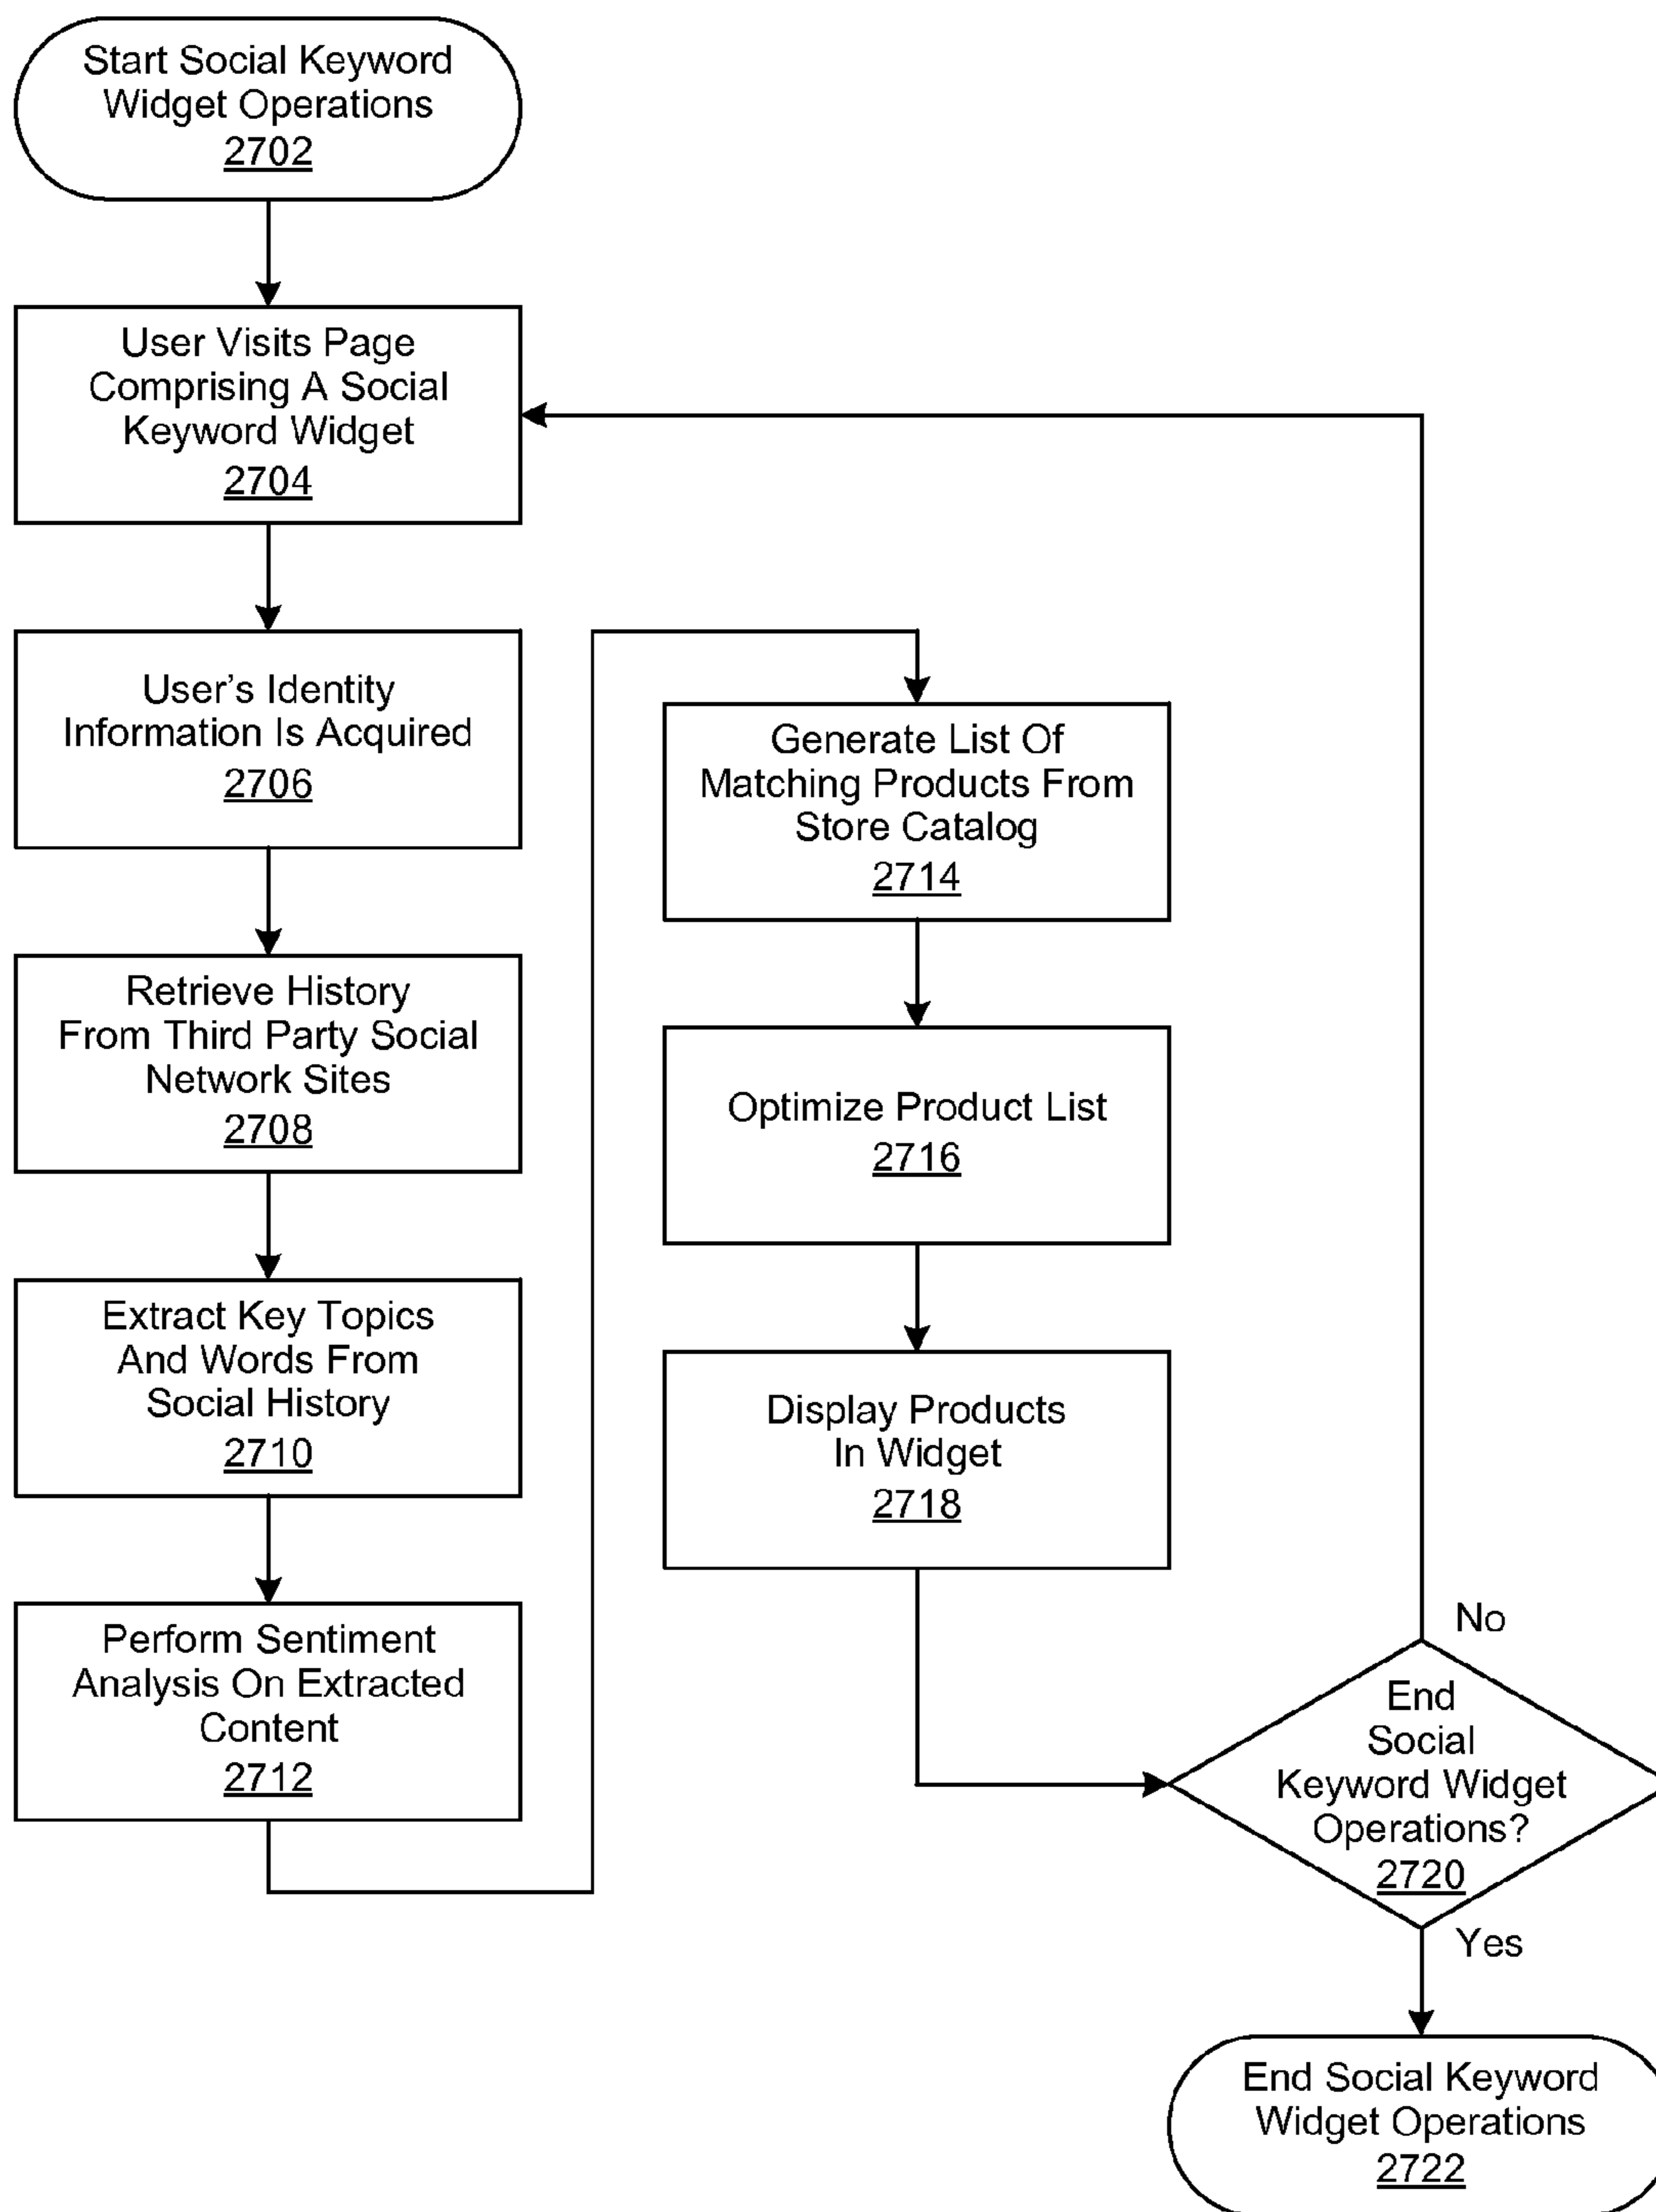 Start Social Keyword
Widget Operations
2702
User Visits Page
Comprising A Social
Keyword Widget
2704
User's Identity
Information Is Acquired
2706
Retrieve History
From Third Party Social
Network Sites
2708
Extract Key Topics
And Words From
Social History
2710
Perform Sentiment
Analysis On Extracted
Content
2712
Generate List Of
Matching Products From
Store Catalog
2714
Optimize Product List
2716
Display Products
In Widget
2718
No
End
Social
Keyword Widget
Operations?
2720
Yes
End Social Keyword
Widget Operations
2722